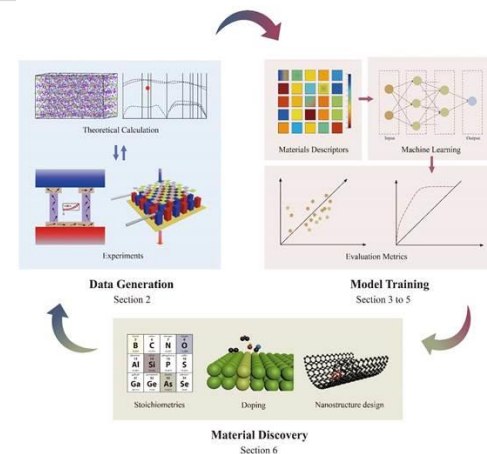 Theoretical Calculation
Experiments
Data Generation
Section 2
Materials Descriptors
Input
Output
Machine Learning
Evaluation Metrics
Model Training
Section 3 to 5
B C N O
Al Si P S
Ga Ge As Se
Stoichiometries
Doping
Nanostructure design
Material Discovery
Section 6